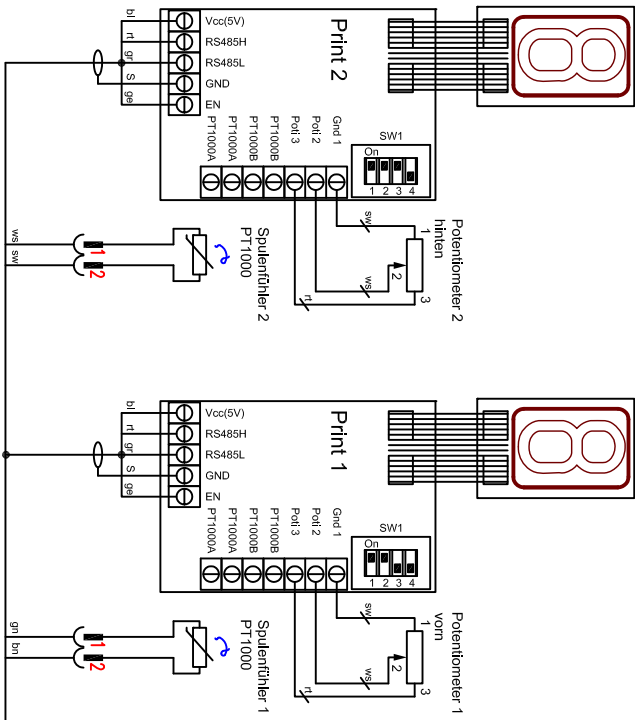 Print 2
bl
Vcc(5V)
rt
RS485H
gr
RS485L
S
GND
ge
EN
PT1000A
PT1000A
PT1000B
PT1000B
Poti 3
Poti 2
Gnd 1
SW1
On
1 2 3 4
Potentiometer 2
hinten
1
2
3
sw
ws
rt
Spulenfühler 2
PT1000
ws
sw
1
2
Print 1
bl
Vcc(5V)
rt
RS485H
gr
RS485L
S
GND
ge
EN
PT1000A
PT1000A
PT1000B
PT1000B
Poti 3
Poti 2
Gnd 1
SW1
On
1 2 3 4
Potentiometer 1
vorn
1
2
3
sw
ws
rt
Spulenfühler 1
PT1000
gn
bn
1
2